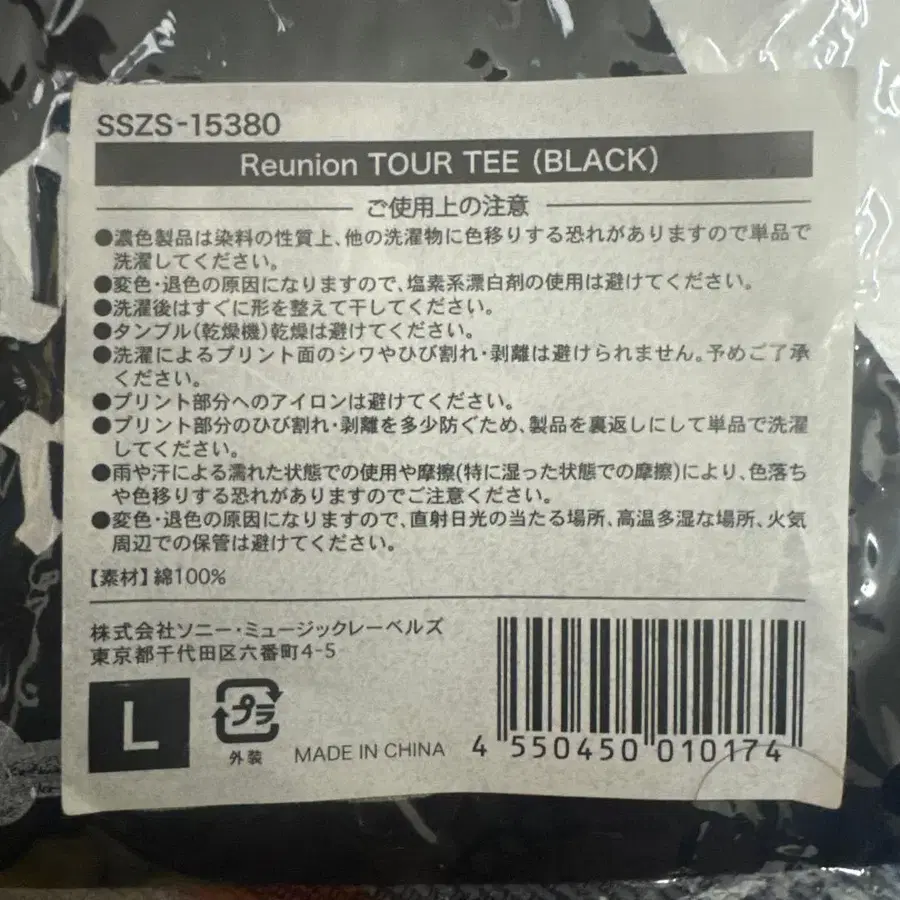 SSZS-15380
Reunion TOUR TEE (BLACK)
ご使用上の注意
●濃色製品は染料の性質上、他の洗濯物に色移りする恐れがありますので単品で
洗濯してください。
●変色・退色の原因になりますので、塩素系漂白剤の使用は避けてください。
●洗濯後はすぐに形を整えて干してください。
●タンブル(乾燥機)乾燥は避けてください。
●洗濯によるプリント面のシワやひび割れ・剥離は避けられません。予めご了承
ください。
●プリント部分へのアイロンは避けてください。
●プリント部分のひび割れ・剥離を多少防ぐため、製品を裏返しにして単品で洗濯
してください。
●雨や汗による濡れた状態での使用や摩擦(特に湿った状態での摩擦)により、色落ち
や色移りする恐れがありますのでご注意ください。
●変色・退色の原因になりますので、直射日光の当たる場所、高温多湿な場所、火気
周辺での保管は避けてください。
【素材】綿100%
株式会社ソニー・ミュージックレーベルズ
東京都千代田区六番町4-5
L
プラ
外装
MADE IN CHINA
4 550450 010174